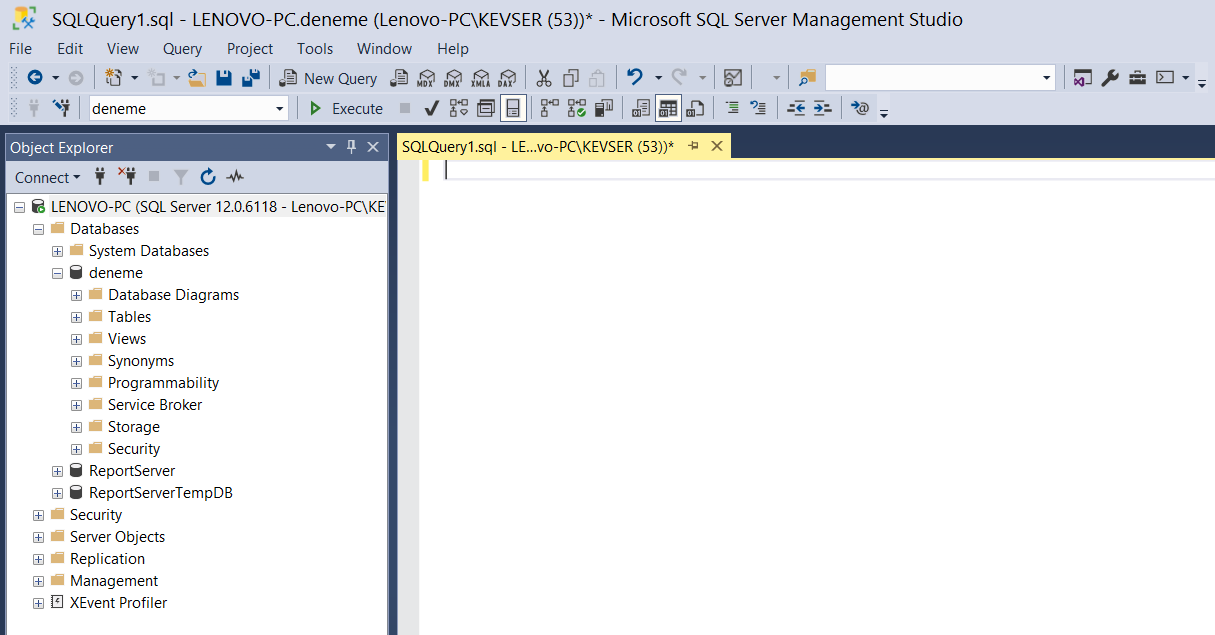 SQLQuery1.sql - LENOVO-PC.deneme (Lenovo-PC\KEVSER (53))* - Microsoft SQL Server Management Studio
File Edit View Query Project Tools Window Help
New Query MDX DMX XMLA DAX
deneme Execute
Object Explorer
SQLQuery1.sql - LE...vo-PC\KEVSER (53))*
Connect
LENOVO-PC (SQL Server 12.0.6118 - Lenovo-PC\KE
Databases
System Databases
deneme
Database Diagrams
Tables
Views
Synonyms
Programmability
Service Broker
Storage
Security
ReportServer
ReportServerTempDB
Security
Server Objects
Replication
Management
XEvent Profiler